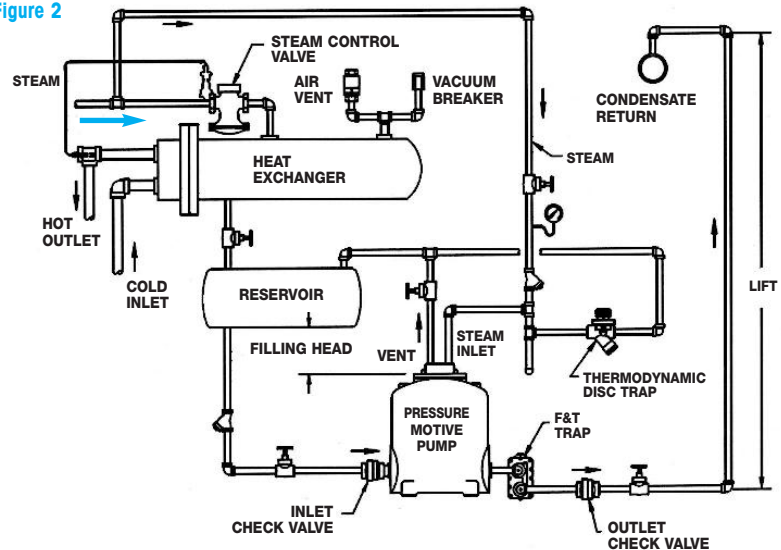 Figure 2
STEAM CONTROL
VALVE
STEAM
AIR
VENT
VACUUM
BREAKER
CONDENSATE
RETURN
HEAT
EXCHANGER
STEAM
HOT
OUTLET
COLD
INLET
RESERVOIR
LIFT
FILLING HEAD
VENT
STEAM
INLET
THERMODYNAMIC
DISC TRAP
PRESSURE
MOTIVE
PUMP
F&T
TRAP
INLET
CHECK VALVE
OUTLET
CHECK VALVE